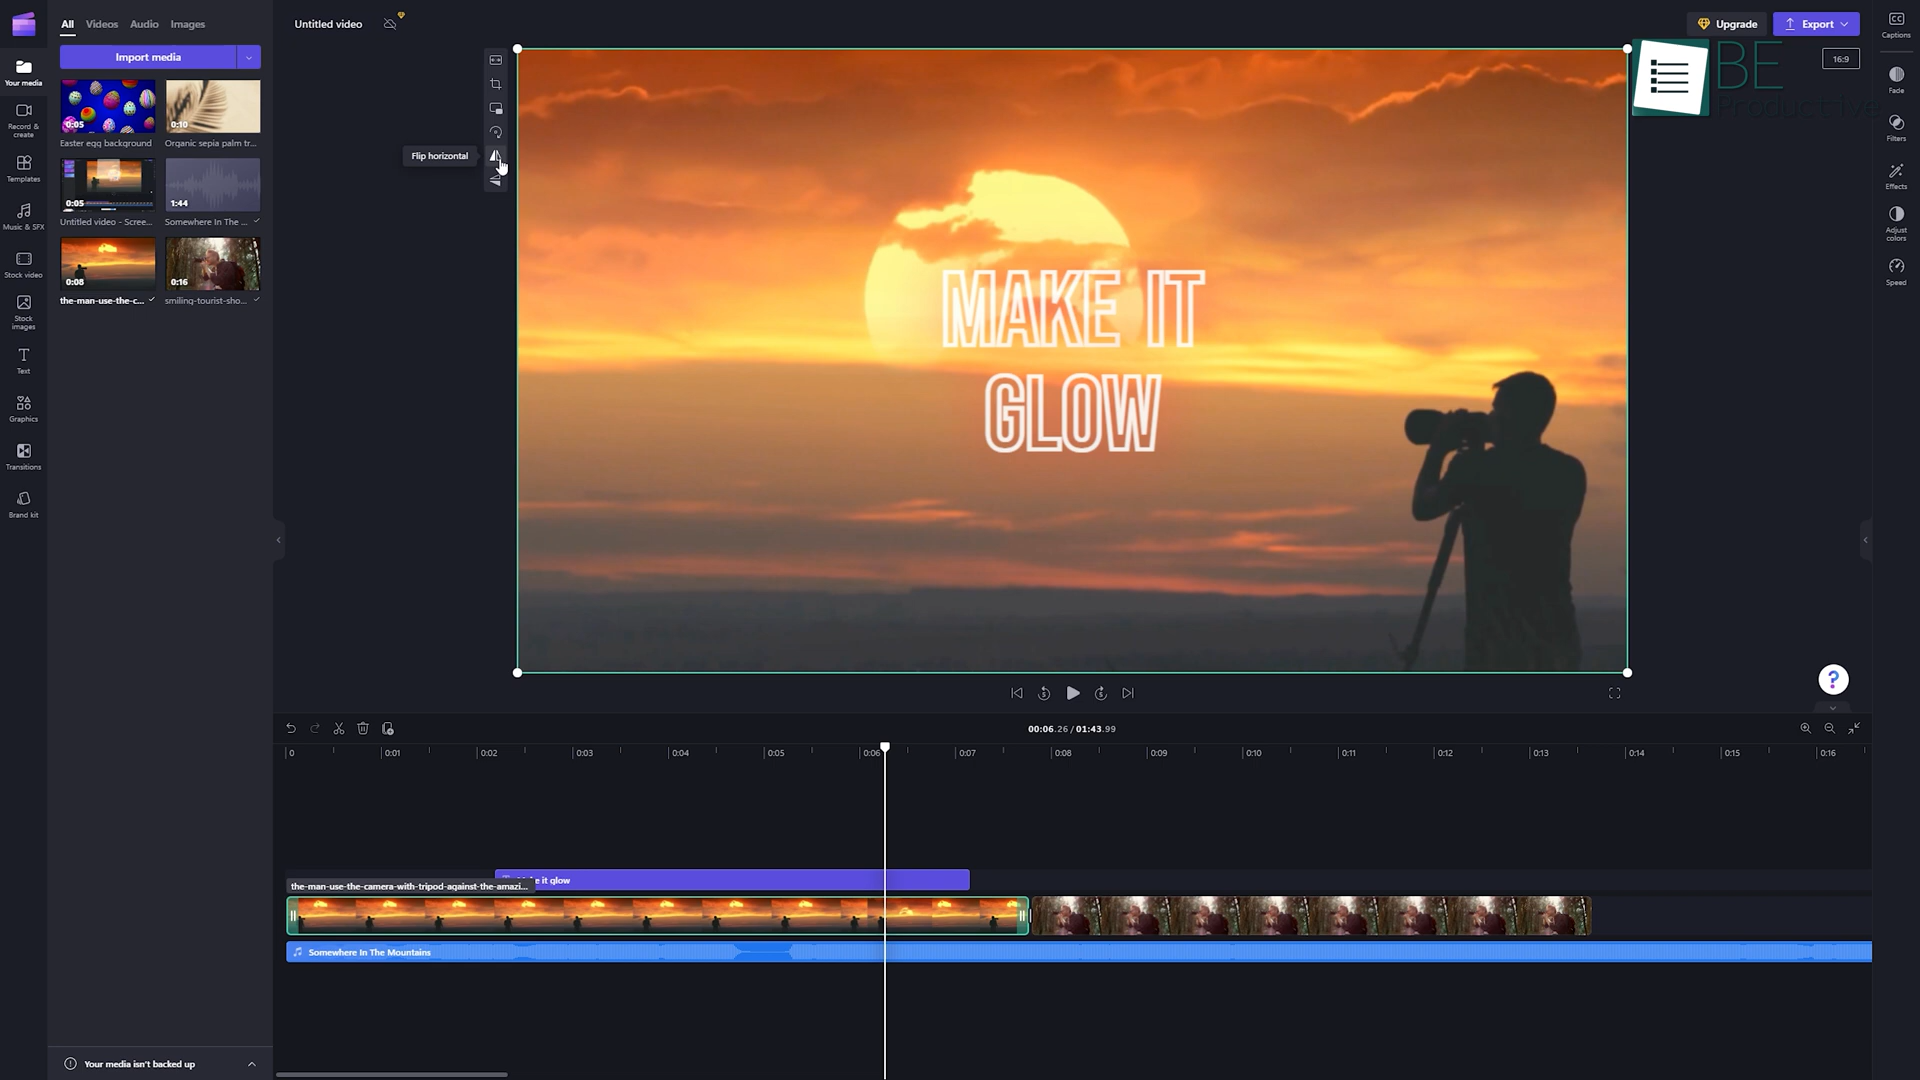 All Videos Audio Images
Untitled video
Upgrade
Export
CC
Captions
Import media
BE
Productive
16:9
Your media
0:05
0:10
Easter egg background
Organic sepia palm tr...
Fade
Record &
create
Filters
Flip horizontal
Templates
0:05
1:44
Untitled video - Scree...
Somewhere In The ...
Effects
Music & SFX
Adjust
colors
Stock video
0:08
0:16
the-man-use-the-c...
smiling-tourist-sho...
Speed
Stock
images
MAKE IT
GLOW
T
Text
Graphics
Transitions
Brand kit
5
5
?
00:06.26 / 01:43.99
0 0:01 0:02 0:03 0:04 0:05 0:06 0:07 0:08 0:09 0:10 0:11 0:12 0:13 0:14 0:15 0:16
it glow
the-man-use-the-camera-with-tripod-against-the-amazi...
Somewhere In The Mountains
Your media isn't backed up